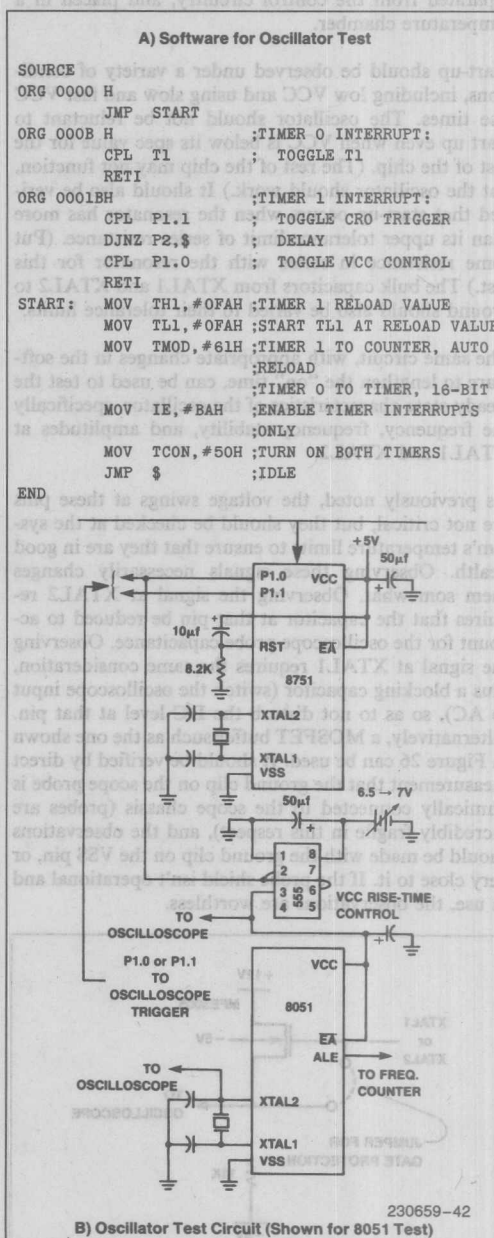 A) Software for Oscillator Test
SOURCE
ORG 0000 H
JMP START
ORG 000B H ;TIMER 0 INTERRUPT:
CPL T1 ; TOGGLE T1
RETI
ORG 0001BH ;TIMER 1 INTERRUPT:
CPL P1.1 ; TOGGLE CRO TRIGGER
DJNZ P2,$ ; DELAY
CPL P1.0 ; TOGGLE VCC CONTROL
RETI
START: MOV TH1,#0FAH ;TIMER 1 RELOAD VALUE
MOV TL1,#0FAH ;START TL1 AT RELOAD VALUE
MOV TMOD,#61H ;TIMER 1 TO COUNTER, AUTO
;RELOAD
;TIMER 0 TO TIMER, 16-BIT
MOV IE,#8AH ;ENABLE TIMER INTERRUPTS
;ONLY
MOV TCON,#50H ;TURN ON BOTH TIMERS
JMP $ ;IDLE
END
+5V
50µf
P1.0
P1.1
VCC
10µf
+
RST
EA
8.2K
8751
XTAL2
XTAL1
VSS
50µf
+
6.5 → 7V
1 8
2 7
3 6
4 5
555
VCC RISE-TIME
CONTROL
TO
OSCILLOSCOPE
+
P1.0 or P1.1
TO
OSCILLOSCOPE
TRIGGER
VCC
8051
EA
ALE
TO FREQ.
COUNTER
TO
OSCILLOSCOPE
XTAL2
XTAL1
VSS
230659–42
B) Oscillator Test Circuit (Shown for 8051 Test)